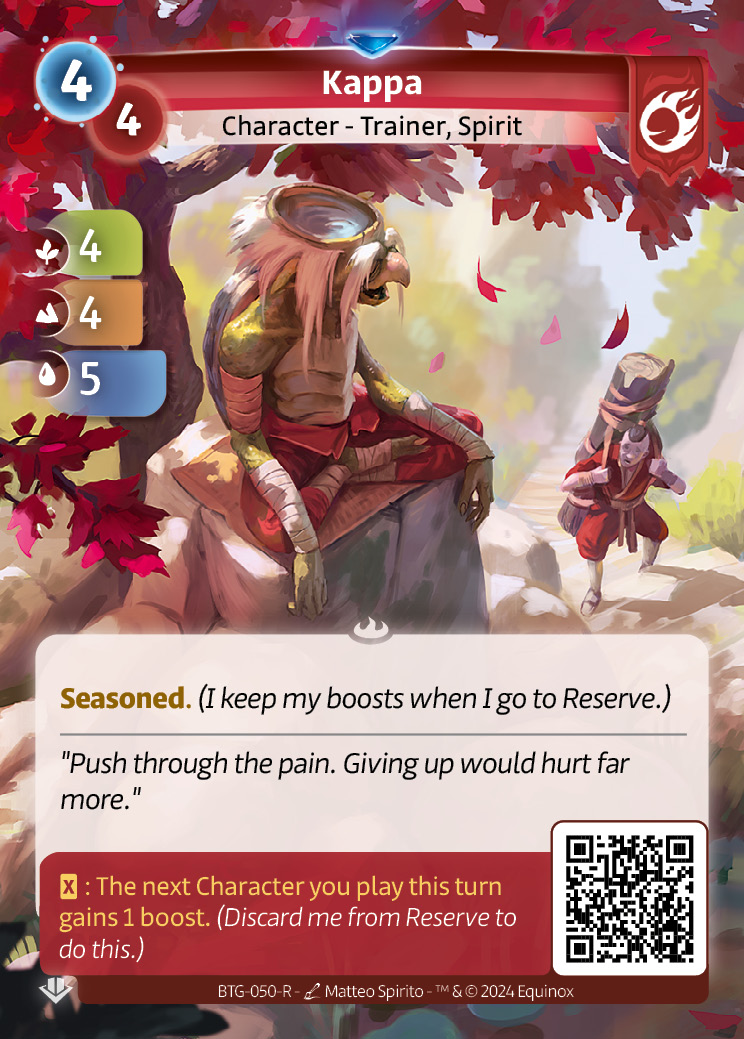 4
Kappa
4
Character - Trainer, Spirit
4
4
5
Seasoned. (I keep my boosts when I go to Reserve.)
"Push through the pain. Giving up would hurt far
more."
X : The next Character you play this turn
gains 1 boost. (Discard me from Reserve to
do this.)
BTG-050-R - Matteo Spirito - ™ & © 2024 Equinox